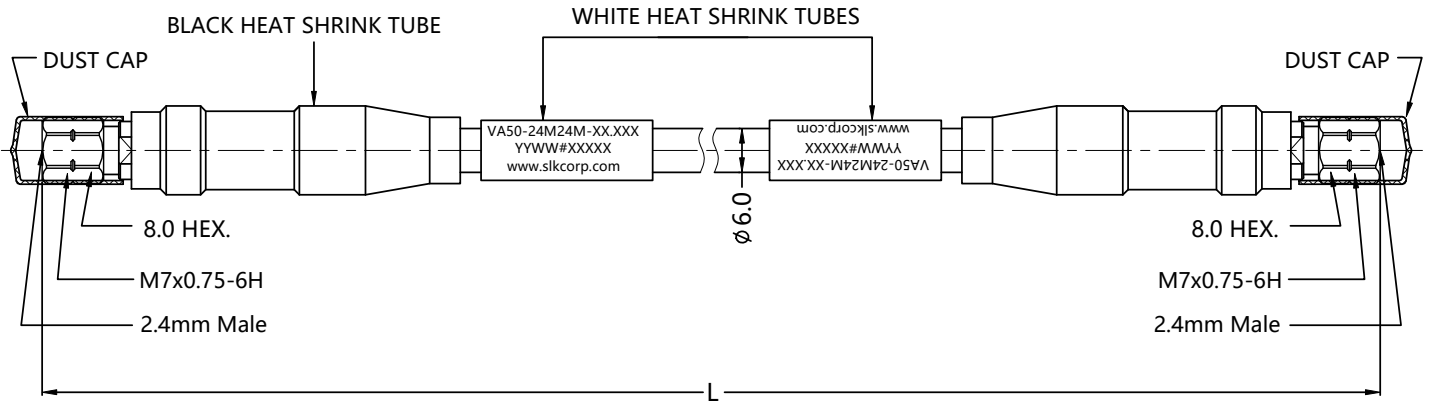 WHITE HEAT SHRINK TUBES
BLACK HEAT SHRINK TUBE
DUST CAP
DUST CAP
VA50-24M24M-XX.XXX
YYWW#XXXXX
www.slkcorp.com
VA50-24M24M-XX.XXX
YYWW#XXXXX
www.slkcorp.com
ϕ6.0
8.0 HEX.
8.0 HEX.
M7x0.75-6H
M7x0.75-6H
2.4mm Male
2.4mm Male
L